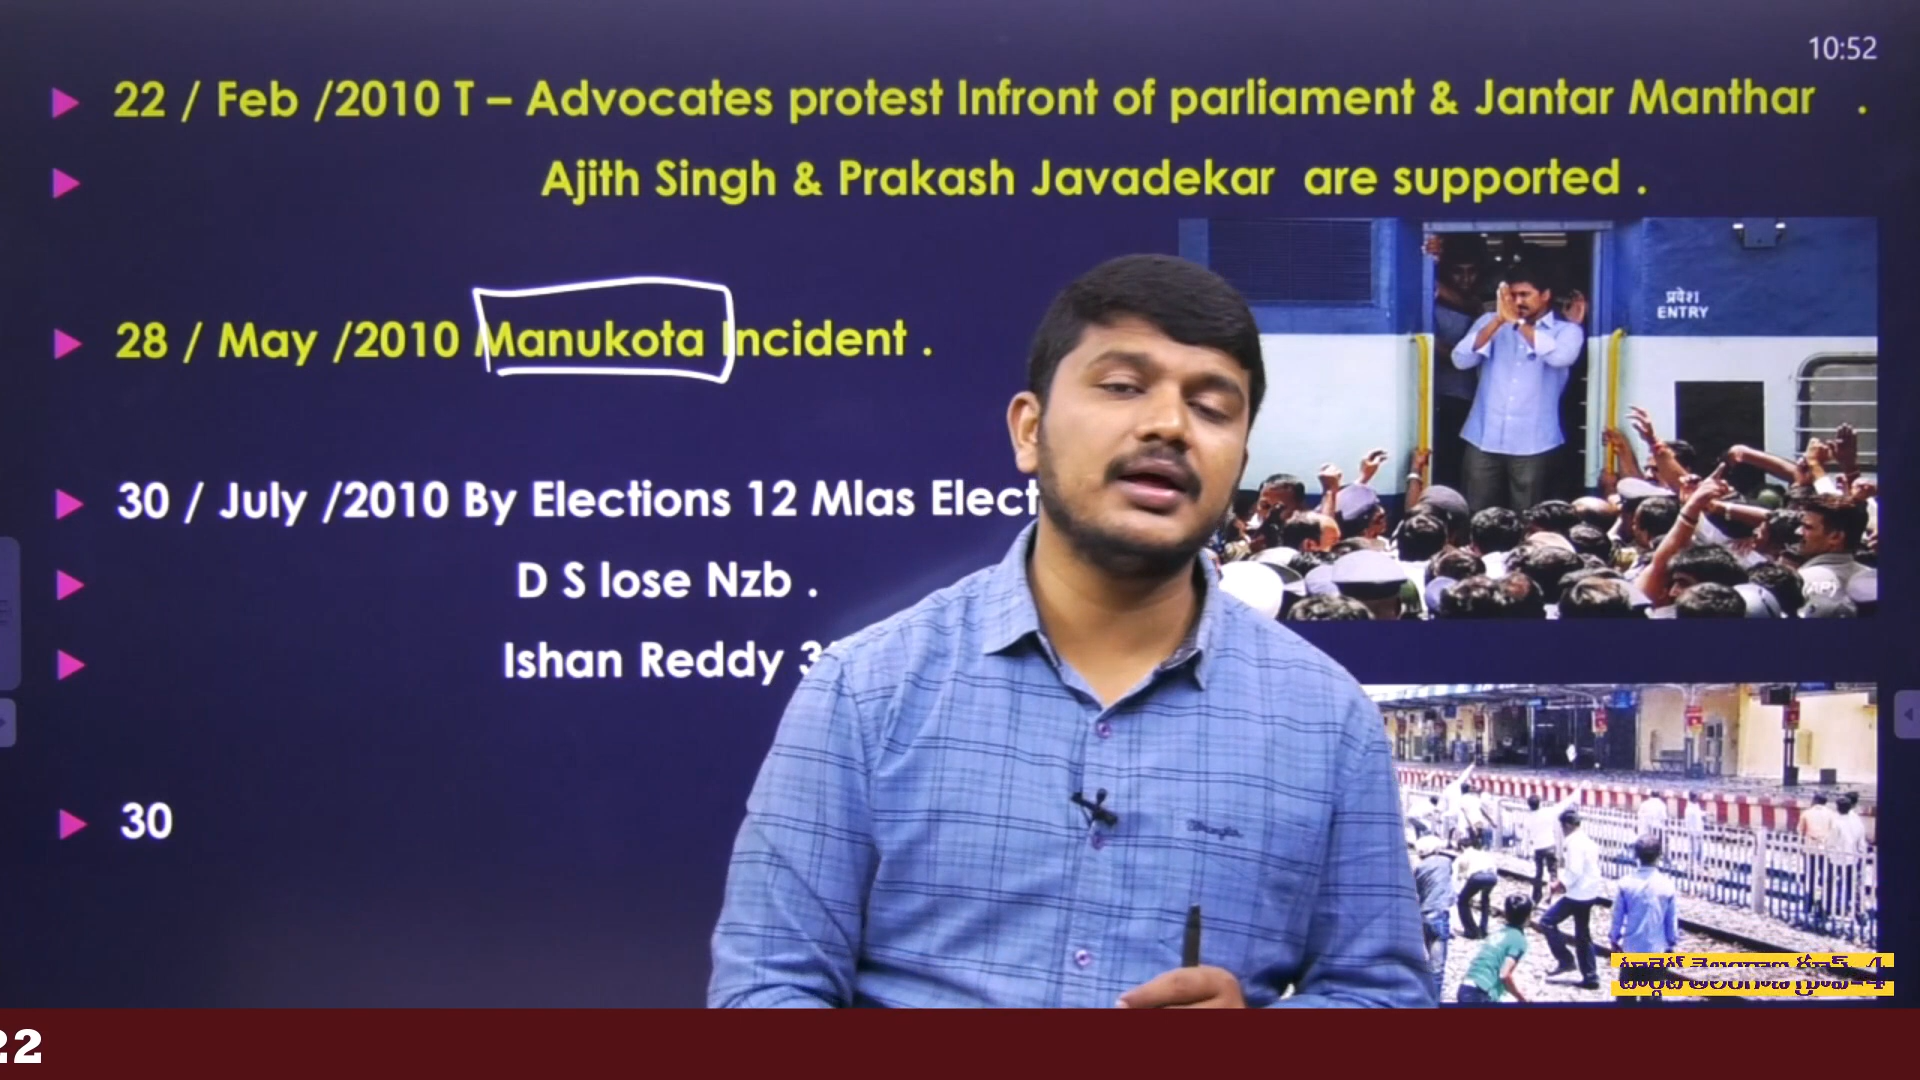 10:52
22 / Feb /2010 T – Advocates protest Infront of parliament & Jantar Manthar .
Ajith Singh & Prakash Javadekar are supported .
28 / May /2010 Manukota Incident .
प्रवेश
ENTRY
30 / July /2010 By Elections 12 Mlas Elect
D S lose Nzb .
Ishan Reddy 3
30
Wrangler
టార్గెట్ తెలంగాణ గ్రూప్-4
22